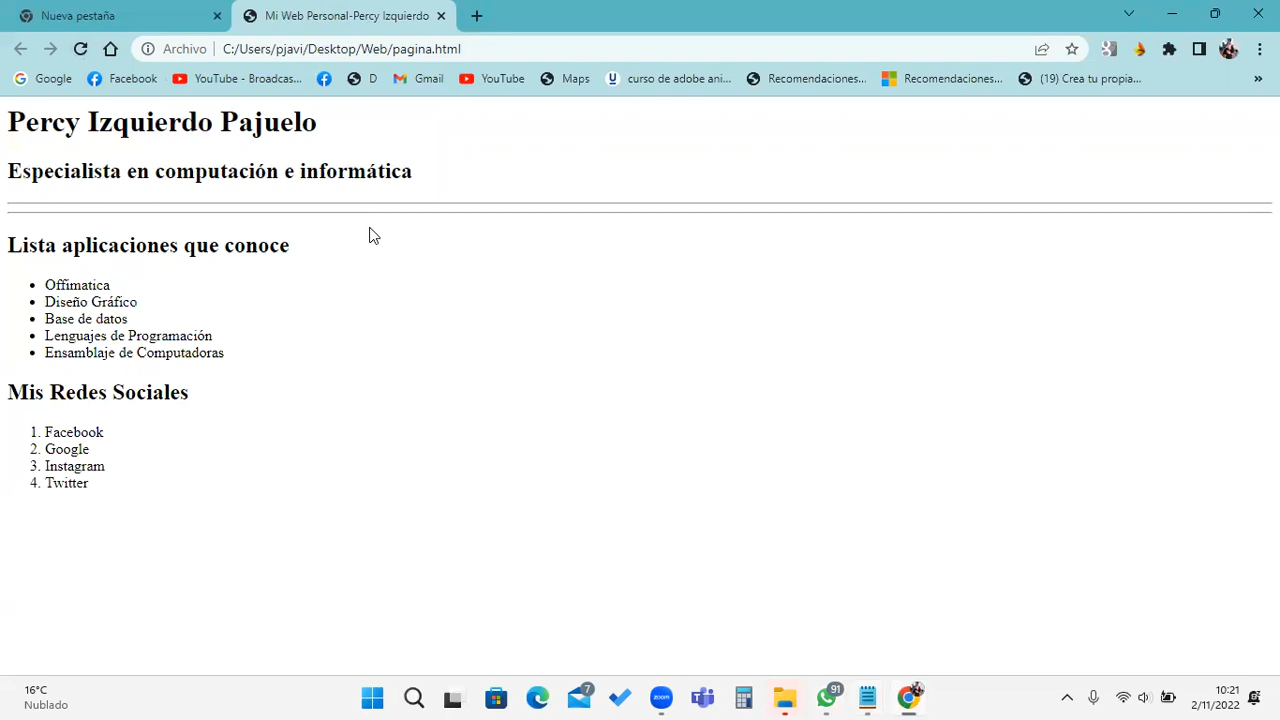 Nueva pestaña
Mi Web Personal-Percy Izquierdo
Archivo
C:/Users/pjavi/Desktop/Web/pagina.html
Google
Facebook
YouTube - Broadcas...
D
Gmail
YouTube
Maps
curso de adobe ani...
Recomendaciones...
Recomendaciones...
(19) Crea tu propia...
»
Percy Izquierdo Pajuelo
Especialista en computación e informática
Lista aplicaciones que conoce
• Offimatica
• Diseño Gráfico
• Base de datos
• Lenguajes de Programación
• Ensamblaje de Computadoras
Mis Redes Sociales
1. Facebook
2. Google
3. Instagram
4. Twitter
16°C
Nublado
7
zoom
91
10:21
2/11/2022